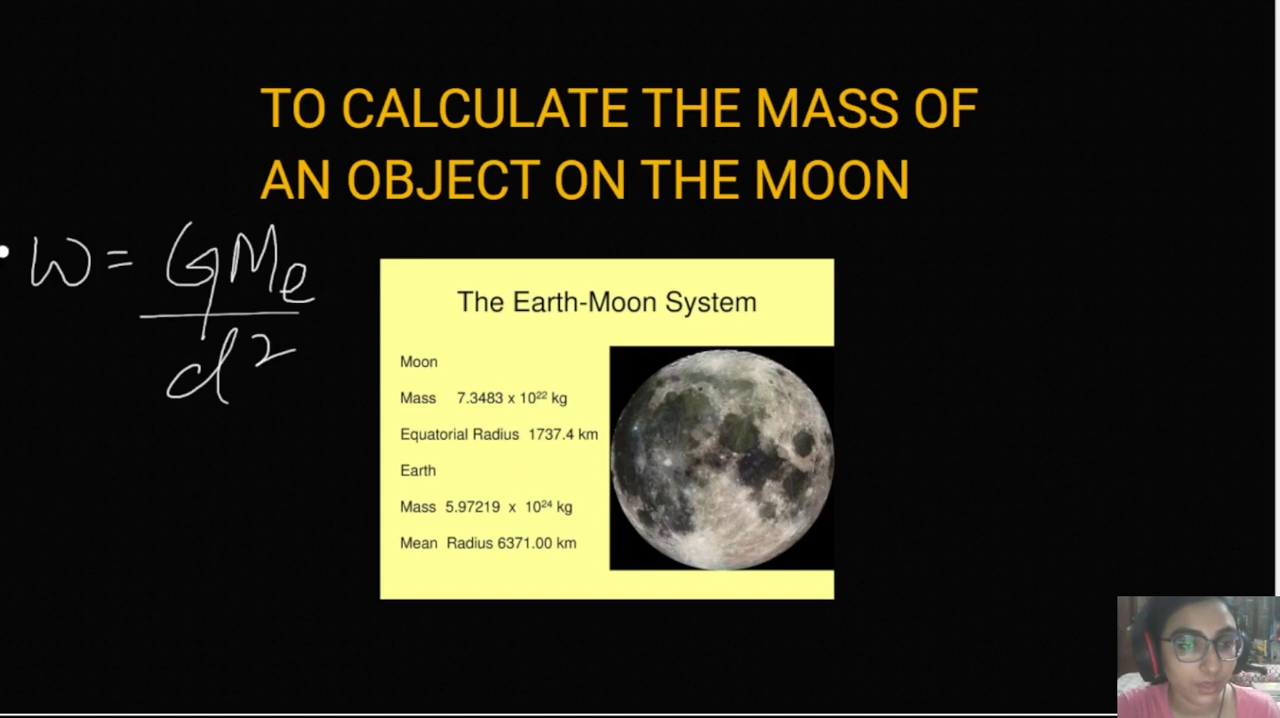 TO CALCULATE THE MASS OF
AN OBJECT ON THE MOON
• W = GMe
d²
The Earth-Moon System
Moon
Mass 7.3483 x 10²² kg
Equatorial Radius 1737.4 km
Earth
Mass 5.97219 x 10²⁴ kg
Mean Radius 6371.00 km